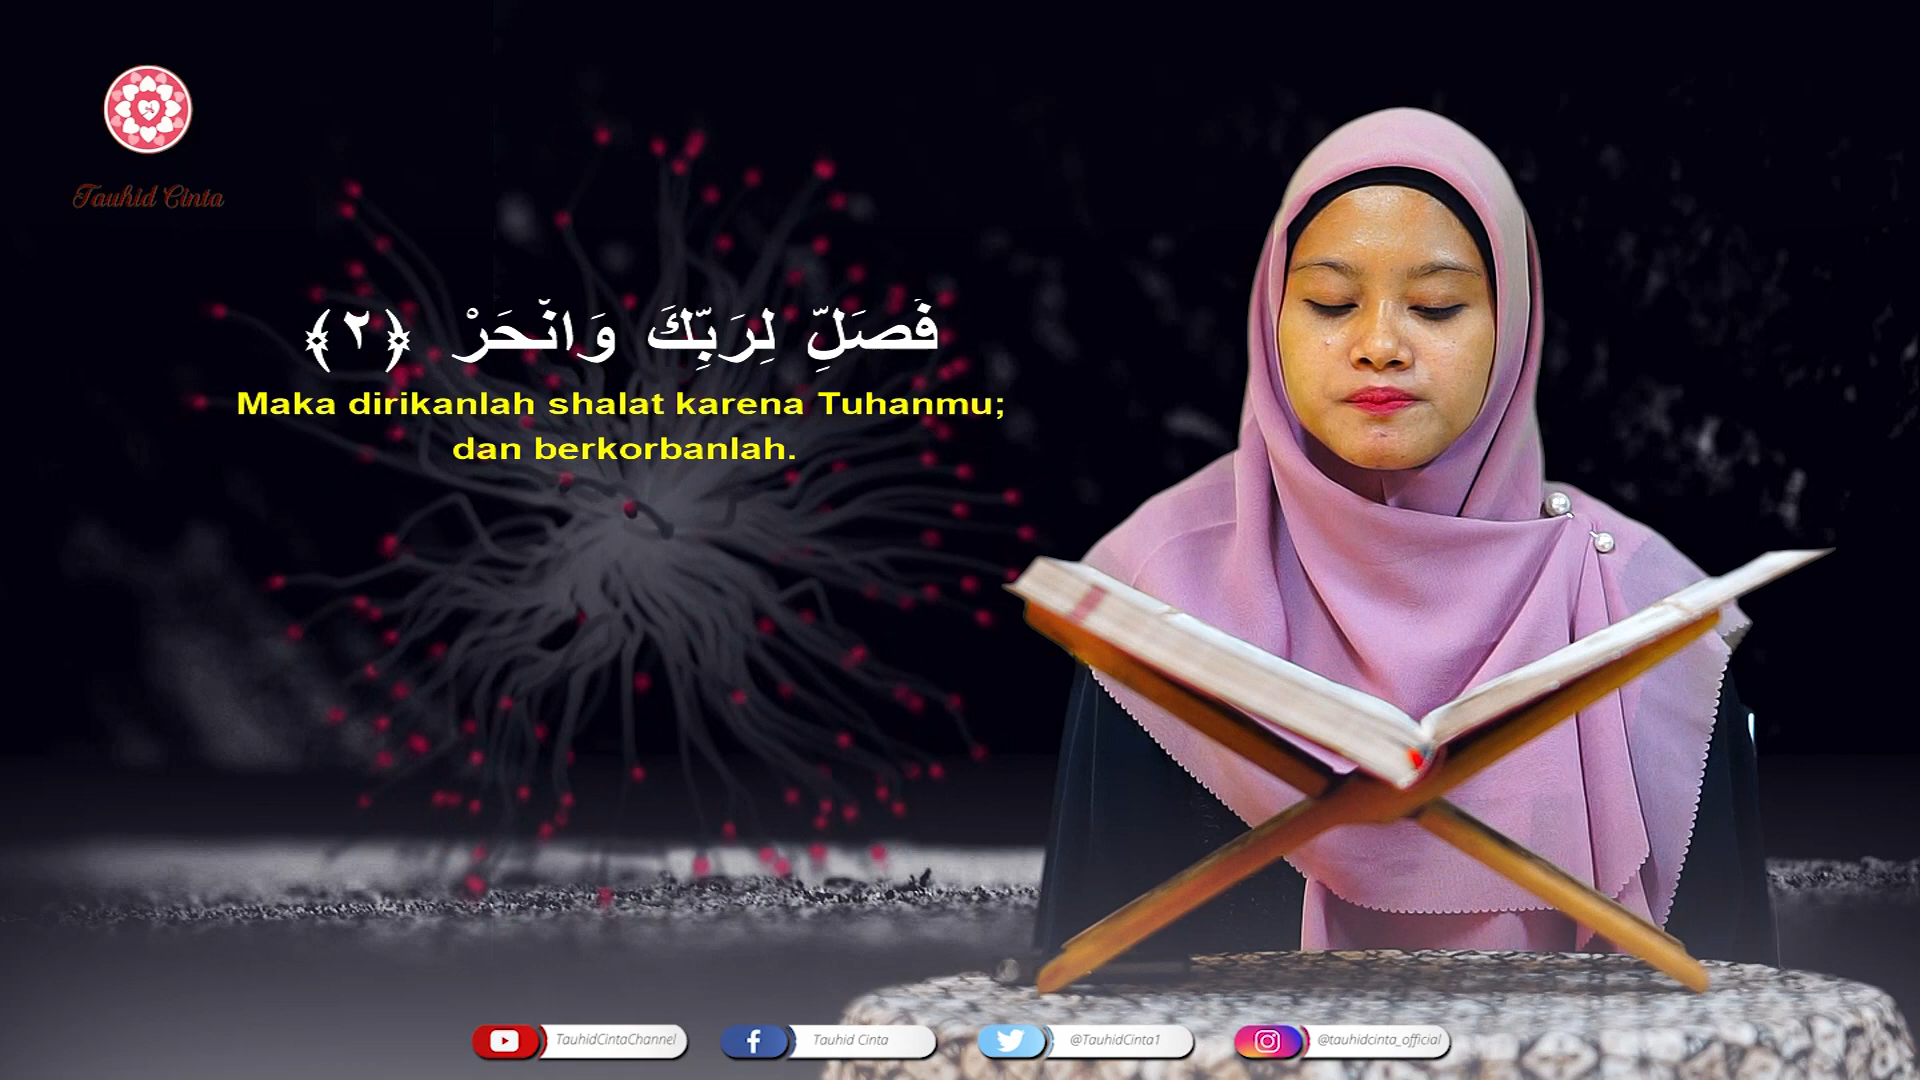 Tauhid Cinta
فَصَلِّ لِرَبِّكَ وَانْحَرْ ﴿٢﴾
Maka dirikanlah shalat karena Tuhanmu;
dan berkorbanlah.
TauhidCintaChannel
Tauhid Cinta
@TauhidCinta1
@tauhidcinta_official